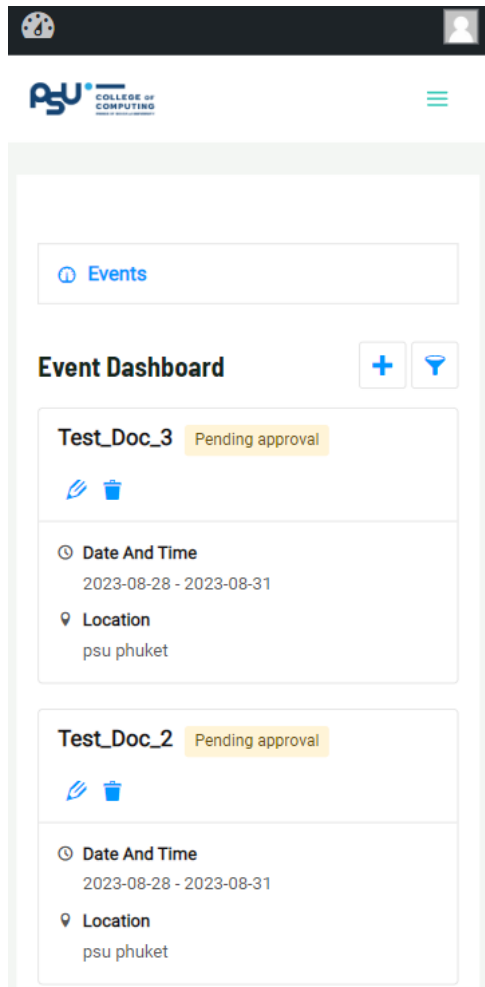 PSU
COLLEGE OF
COMPUTING
Events
Event Dashboard
Test_Doc_3 Pending approval
Date And Time
2023-08-28 - 2023-08-31
Location
psu phuket
Test_Doc_2 Pending approval
Date And Time
2023-08-28 - 2023-08-31
Location
psu phuket